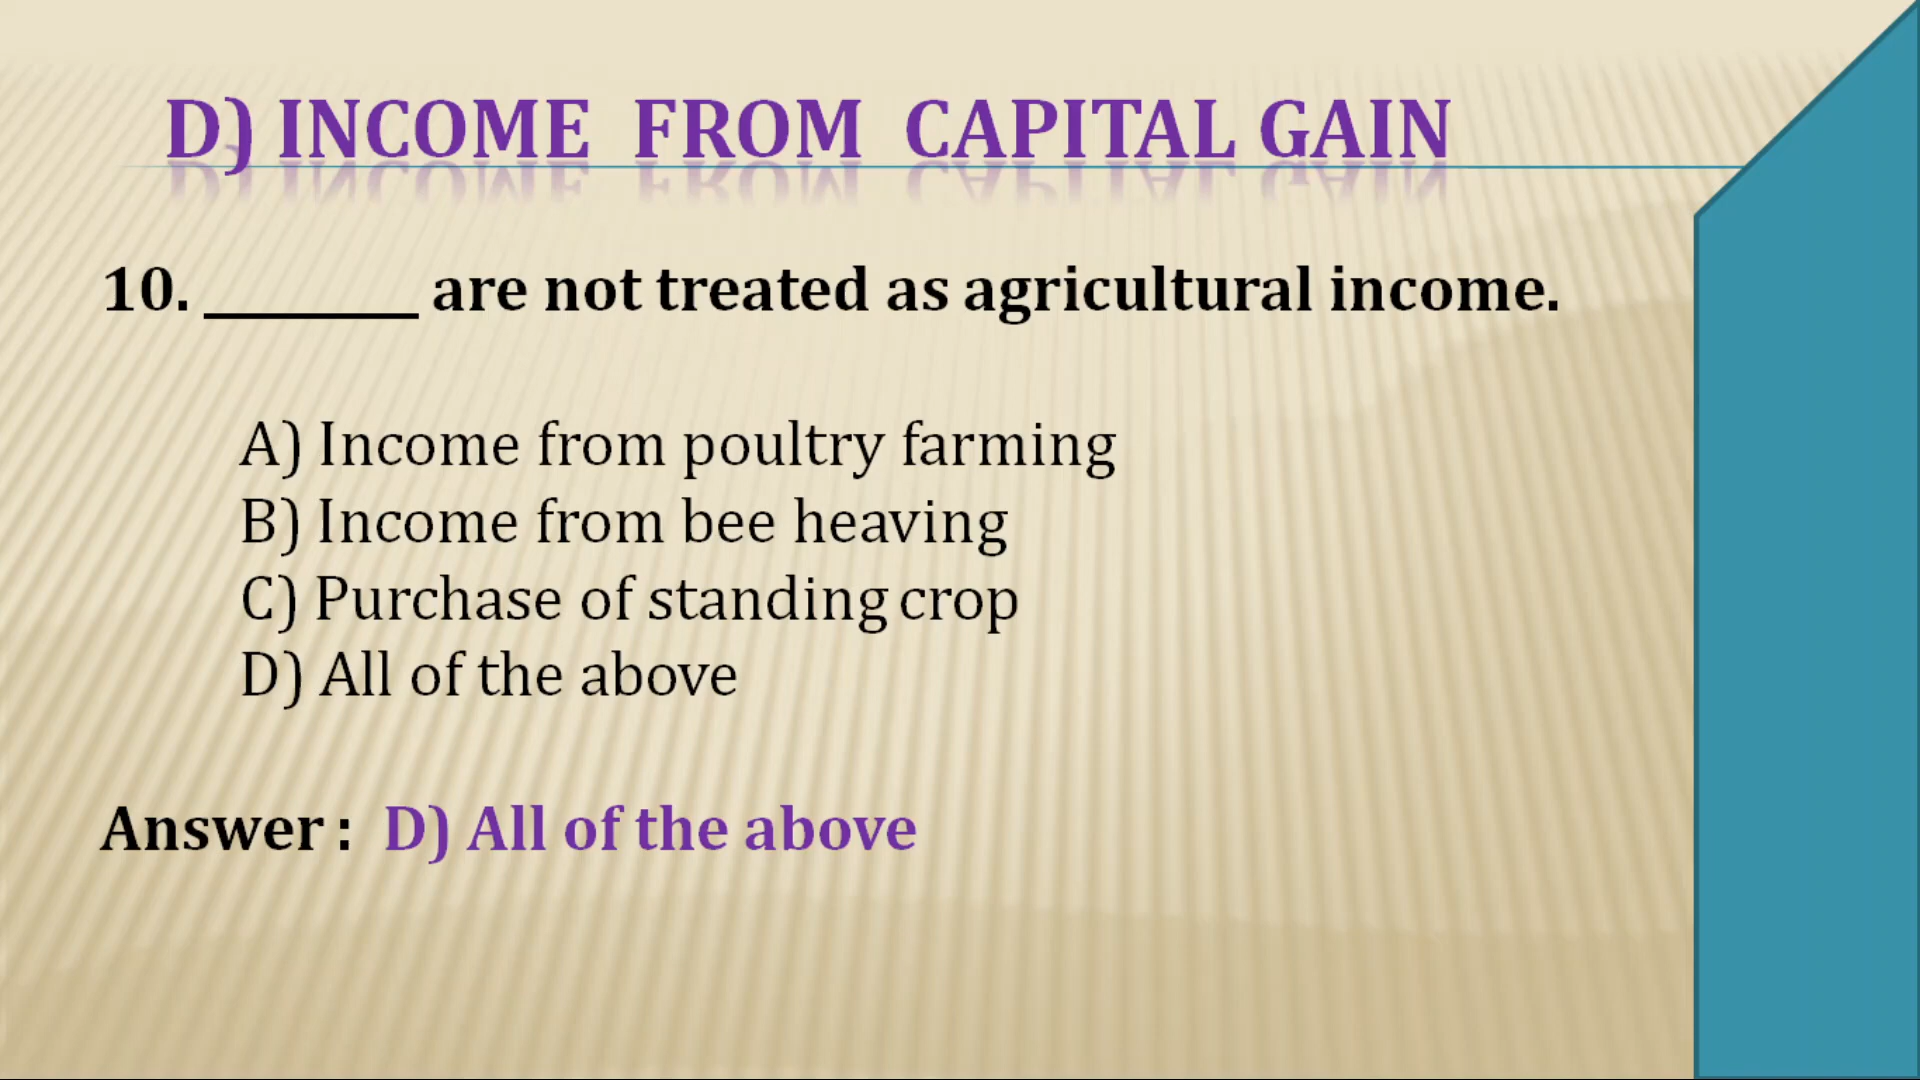 D) INCOME FROM CAPITAL GAIN
10. ________ are not treated as agricultural income.
A) Income from poultry farming
B) Income from bee heaving
C) Purchase of standing crop
D) All of the above
Answer : D) All of the above